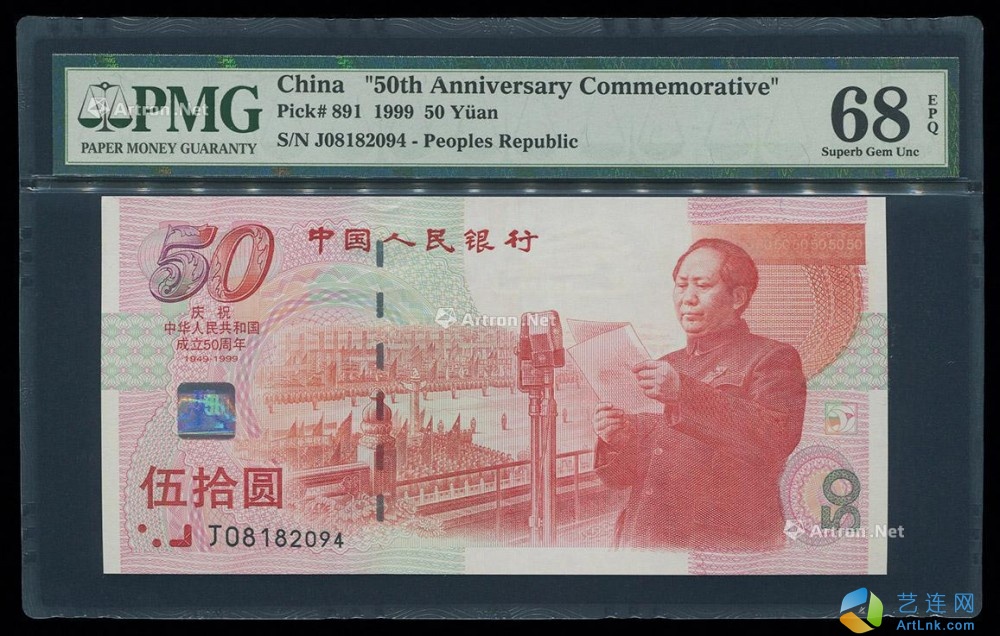 China "50th Anniversary Commemorative"
PMG
Pick# 891 1999 50 Yüan
68
EPQ
PAPER MONEY GUARANTY
S/N J08182094 - Peoples Republic
Superb Gem Unc
Artron.Net
50
中国人民银行
5050505050
庆祝
中华人民共和国
成立50周年
1949-1999
Artron.Net
伍拾圆
50
J08182094
Artron.Net
艺连网
ArtLnk.com